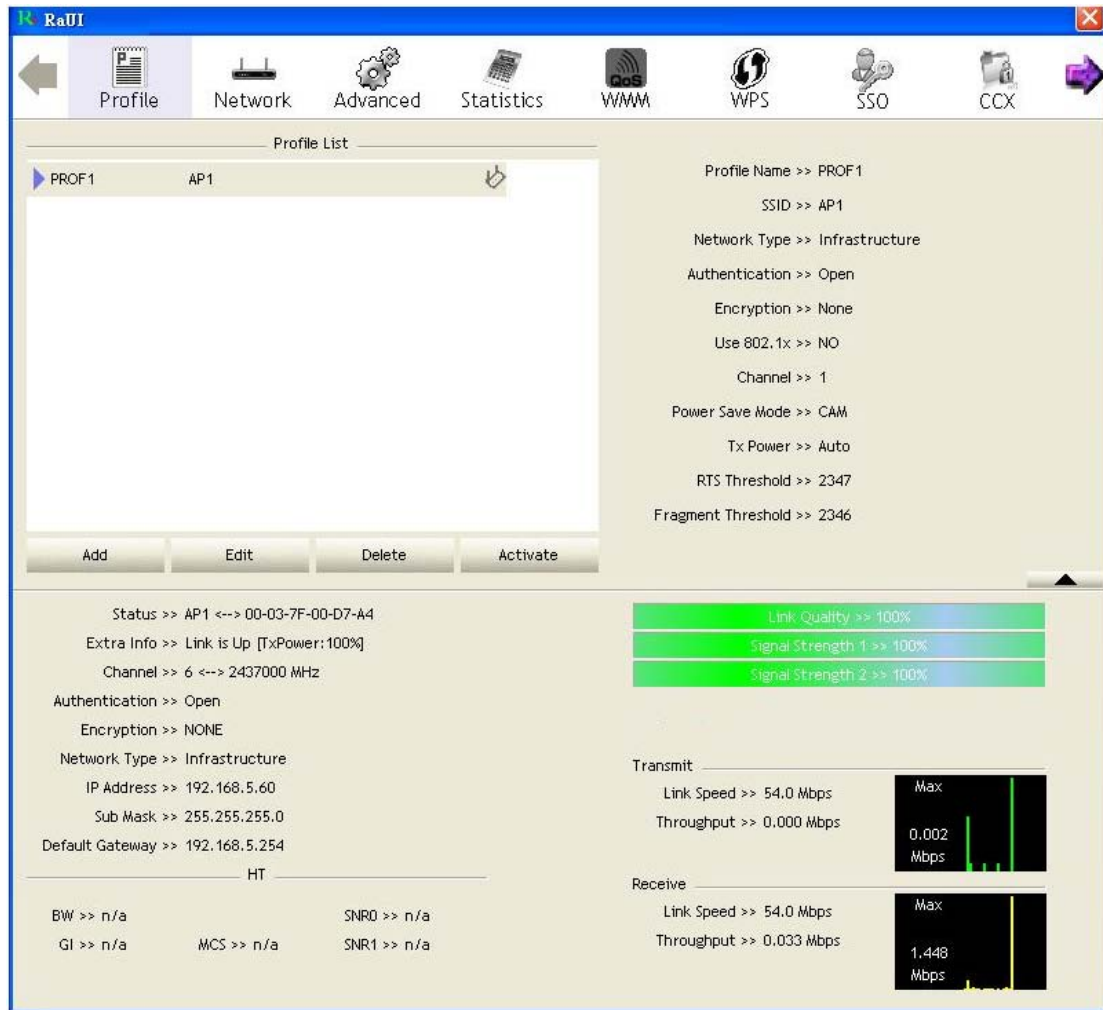 RaUI
Profile
Network
Advanced
Statistics
QoS
WMM
WPS
SSO
CCX
Profile List
PROF1 AP1
Add Edit Delete Activate
Profile Name >> PROF1
SSID >> AP1
Network Type >> Infrastructure
Authentication >> Open
Encryption >> None
Use 802.1x >> NO
Channel >> 1
Power Save Mode >> CAM
Tx Power >> Auto
RTS Threshold >> 2347
Fragment Threshold >> 2346
Status >> AP1 <--> 00-03-7F-00-D7-A4
Extra Info >> Link is Up [TxPower:100%]
Channel >> 6 <--> 2437000 MHz
Authentication >> Open
Encryption >> NONE
Network Type >> Infrastructure
IP Address >> 192.168.5.60
Sub Mask >> 255.255.255.0
Default Gateway >> 192.168.5.254
HT
BW >> n/a SNR0 >> n/a
GI >> n/a MCS >> n/a SNR1 >> n/a
Link Quality >> 100%
Signal Strength 1 >> 100%
Signal Strength 2 >> 100%
Transmit
Link Speed >> 54.0 Mbps
Throughput >> 0.000 Mbps
Max
0.002
Mbps
Receive
Link Speed >> 54.0 Mbps
Throughput >> 0.033 Mbps
Max
1.448
Mbps